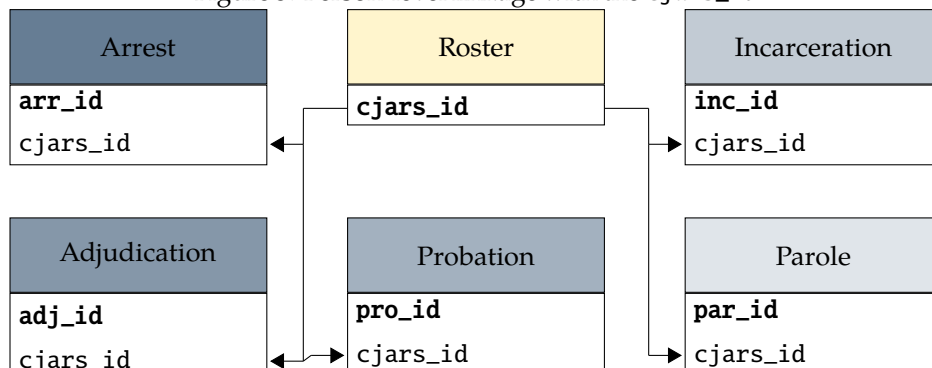 Arrest
arr_id
cjars_id
Roster
cjars_id
Incarceration
inc_id
cjars_id
Adjudication
adj_id
cjars_id
Probation
pro_id
cjars_id
Parole
par_id
cjars_id